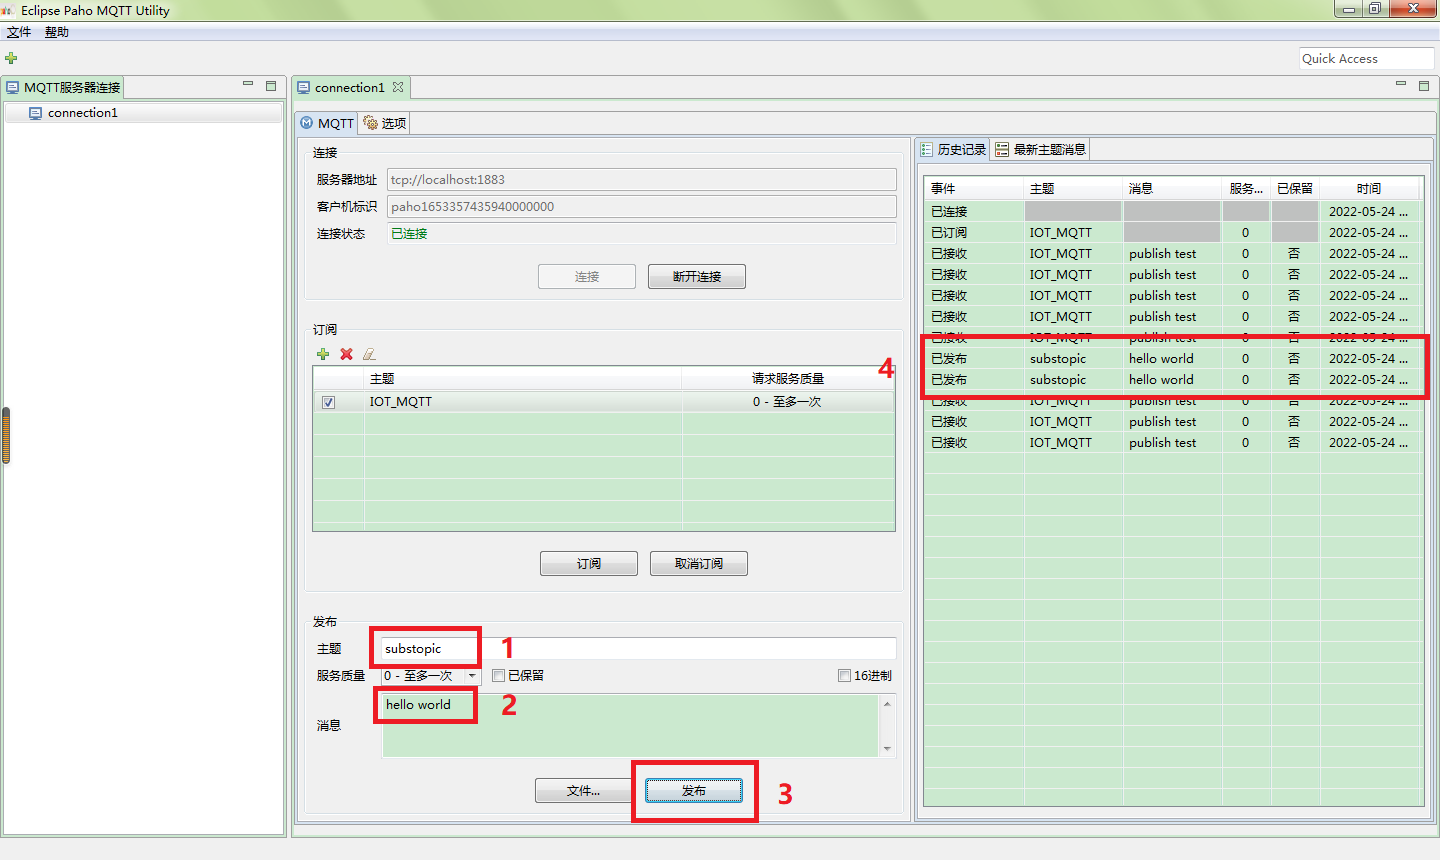 Eclipse Paho MQTT Utility
文件 帮助
Quick Access
MQTT服务器连接
connection1
connection1
MQTT 选项
连接
服务器地址 tcp://localhost:1883
客户机标识 paho1653357435940000000
连接状态 已连接
连接 断开连接
订阅
主题 请求服务质量
IOT_MQTT 0 - 至多一次
订阅 取消订阅
发布
主题 substopic 1
服务质量 0 - 至多一次 已保留 16进制
消息 hello world 2
文件... 发布 3
历史记录 最新主题消息
事件 主题 消息 服务... 已保留 时间
已连接 2022-05-24 ...
已订阅 IOT_MQTT 0 2022-05-24 ...
已接收 IOT_MQTT publish test 0 否 2022-05-24 ...
已接收 IOT_MQTT publish test 0 否 2022-05-24 ...
已接收 IOT_MQTT publish test 0 否 2022-05-24 ...
已接收 IOT_MQTT publish test 0 否 2022-05-24 ...
已接收 IOT_MQTT publish test 0 否 2022-05-24 ...
4
已发布 substopic hello world 0 否 2022-05-24 ...
已发布 substopic hello world 0 否 2022-05-24 ...
已接收 IOT_MQTT publish test 0 否 2022-05-24 ...
已接收 IOT_MQTT publish test 0 否 2022-05-24 ...
已接收 IOT_MQTT publish test 0 否 2022-05-24 ...